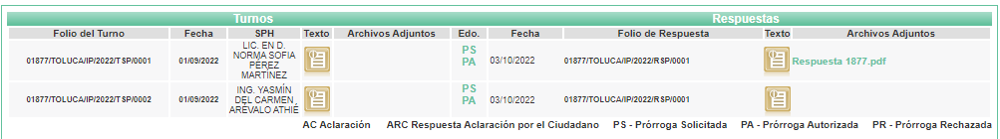 Turnos Respuestas
Folio del Turno Fecha SPH Texto Archivos Adjuntos Edo. Fecha Folio de Respuesta Texto Archivos Adjuntos
01877/TOLUCA/IP/2022/TSP/0001 01/09/2022 LIC. EN D. NORMA SOFIA PÉREZ MARTÍNEZ PS PA 03/10/2022 01877/TOLUCA/IP/2022/RSP/0001 Respuesta 1877.pdf
01877/TOLUCA/IP/2022/TSP/0002 01/09/2022 ING. YASMÍN DEL CARMEN ARÉVALO ATHIÉ PS PA 03/10/2022 01877/TOLUCA/IP/2022/RSP/0001
AC Aclaración ARC Respuesta Aclaración por el Ciudadano PS - Prórroga Solicitada PA - Prórroga Autorizada PR - Prórroga Rechazada